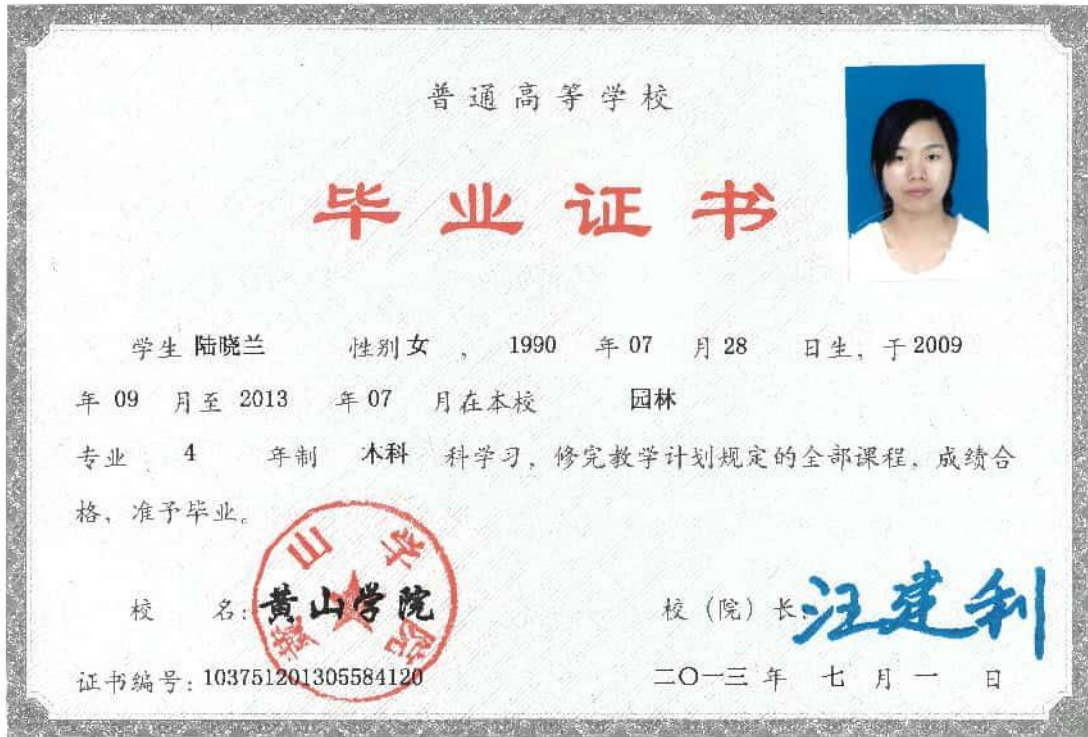 普通高等学校
毕业证书
学生 陆晓兰 性别 女 , 1990 年 07 月 28 日生, 于 2009
年 09 月至 2013 年 07 月在本校 园林
专业 4 年制 本科 科学习, 修完教学计划规定的全部课程, 成绩合
格, 准予毕业。
黄山学院
校 名: 黄山学院 校 (院) 长: 汪建利
证书编号: 103751201305584120 二〇一三 年 七 月 一 日